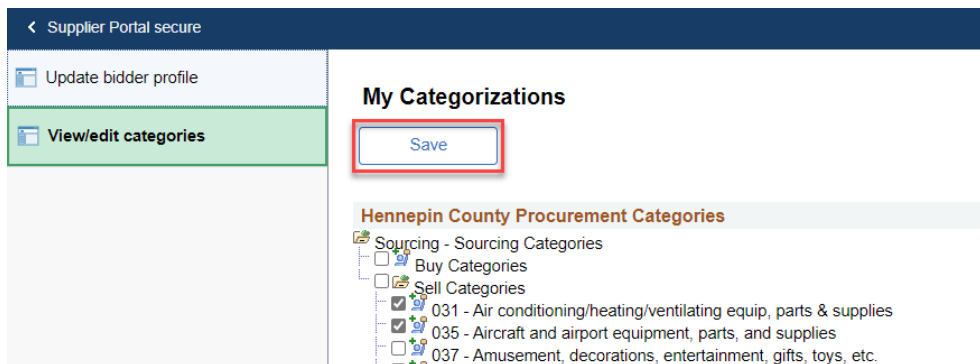 Supplier Portal secure
Update bidder profile
View/edit categories
My Categorizations
Save
Hennepin County Procurement Categories
Sourcing - Sourcing Categories
Buy Categories
Sell Categories
031 - Air conditioning/heating/ventilating equip, parts & supplies
035 - Aircraft and airport equipment, parts, and supplies
037 - Amusement, decorations, entertainment, gifts, toys, etc.